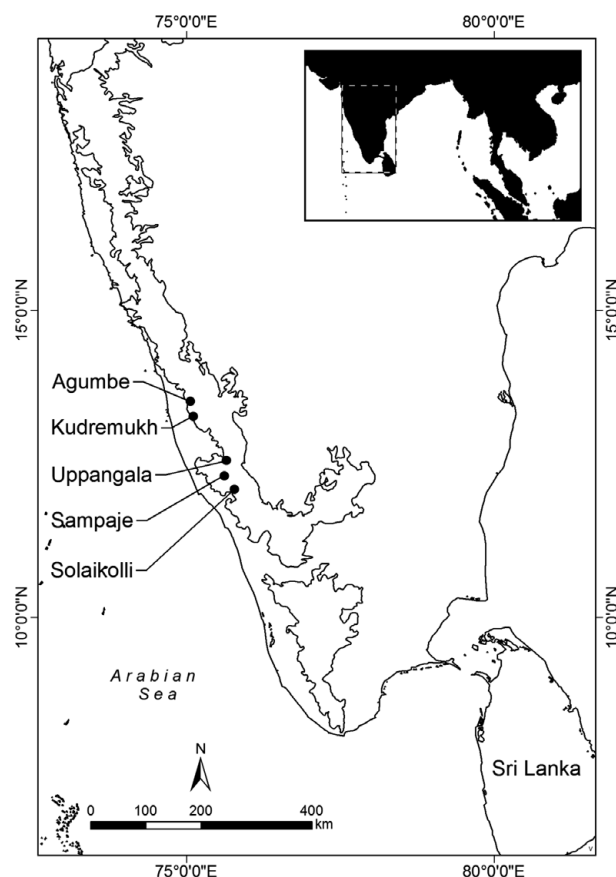 75°0'0"E 80°0'0"E
15°0'0"N 15°0'0"N
Agumbe
Kudremukh
Uppangala
Sampaje
Solaikolli
10°0'0"N 10°0'0"N
Arabian
Sea
N
Sri Lanka
0 100 200 400
km
75°0'0"E 80°0'0"E